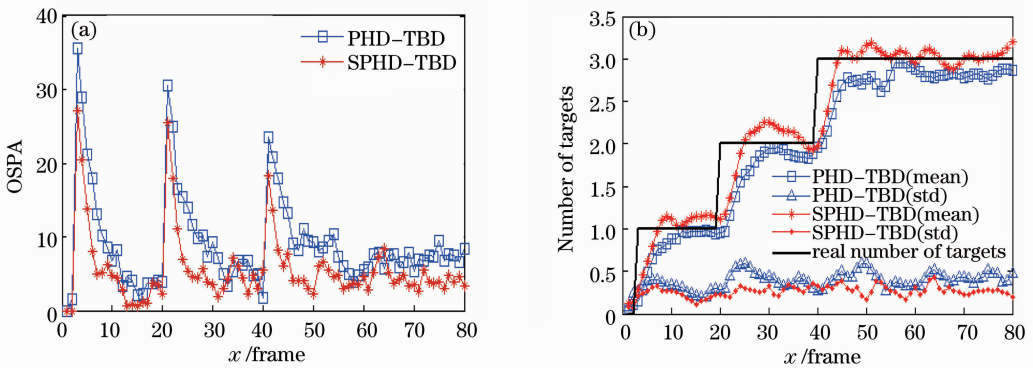 (a)
40
30
20
10
0
OSPA
PHD-TBD
SPHD-TBD
0 10 20 30 40 50 60 70 80
x/frame
(b)
3.5
3.0
2.5
2.0
1.5
1.0
0.5
0
Number of targets
PHD-TBD(mean)
PHD-TBD(std)
SPHD-TBD(mean)
SPHD-TBD(std)
real number of targets
0 10 20 30 40 50 60 70 80
x/frame